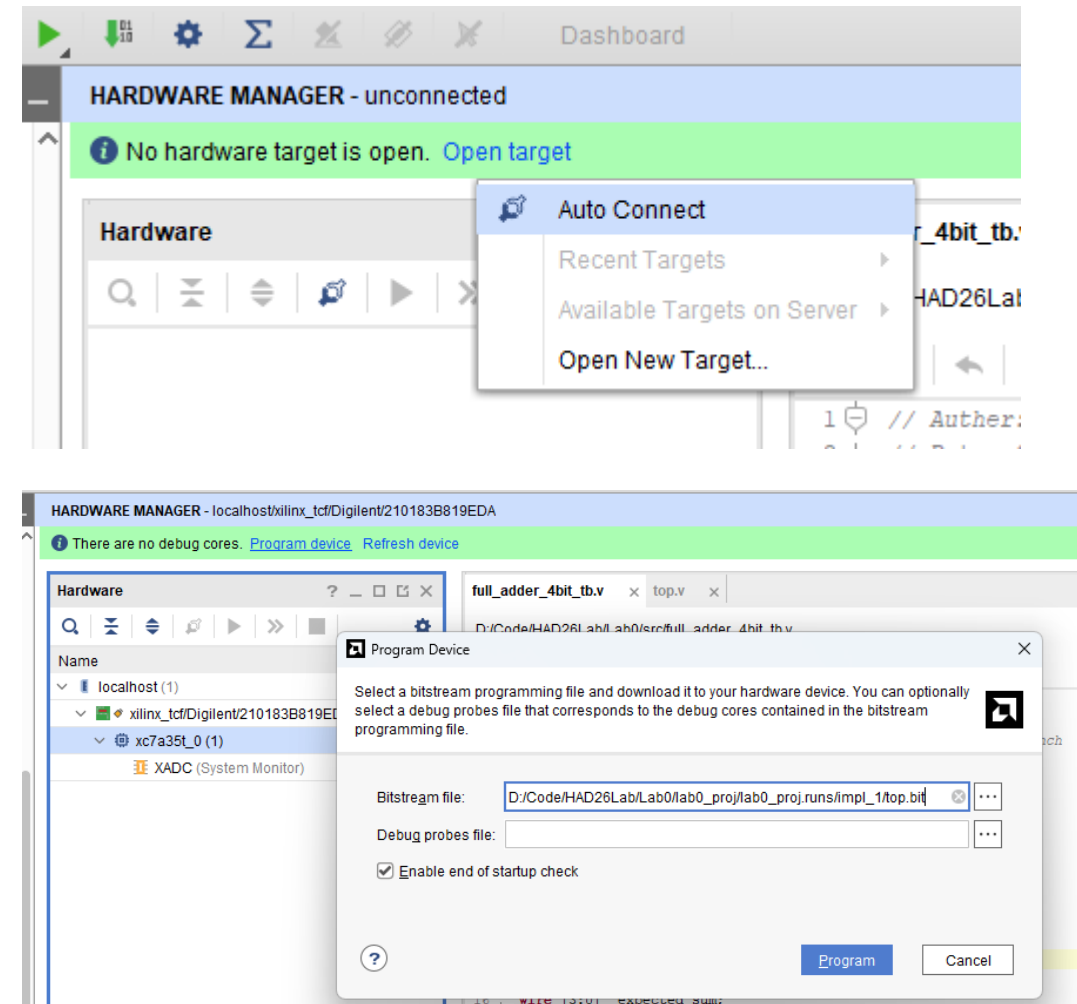 01
10
Dashboard
HARDWARE MANAGER - unconnected
No hardware target is open. Open target
Auto Connect
Recent Targets
Available Targets on Server
Open New Target...
Hardware
r_4bit_tb.v
HAD26Lab
1 // Auther:
HARDWARE MANAGER - localhost/xilinx_tcf/Digilent/210183B819EDA
There are no debug cores. Program device Refresh device
Hardware
full_adder_4bit_tb.v
top.v
D:/Code/HAD26Lab/Lab0/src/full_adder_4bit_tb.v
Name
localhost (1)
xilinx_tcf/Digilent/210183B819ED
xc7a35t_0 (1)
XADC (System Monitor)
Program Device
Select a bitstream programming file and download it to your hardware device. You can optionally
select a debug probes file that corresponds to the debug cores contained in the bitstream
programming file.
Bitstream file: D:/Code/HAD26Lab/Lab0/lab0_proj/lab0_proj.runs/impl_1/top.bit
Debug probes file:
Enable end of startup check
Program
Cancel
wire [3:0] expected_sum;